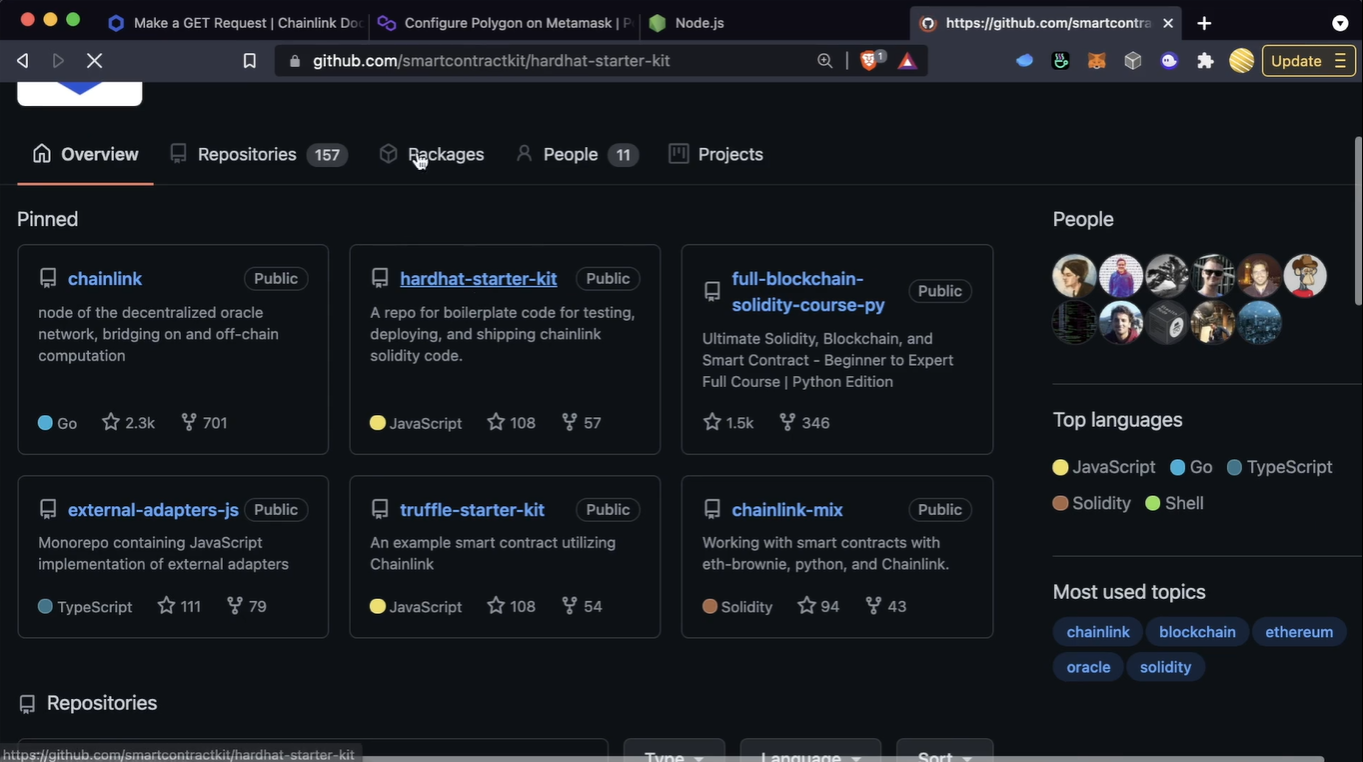 Make a GET Request | Chainlink Doc
Configure Polygon on Metamask | P
Node.js
https://github.com/smartcontra
github.com/smartcontractkit/hardhat-starter-kit
1
Update
Overview
Repositories 157
Packages
People 11
Projects
Pinned
chainlink Public
node of the decentralized oracle
network, bridging on and off-chain
computation
Go 2.3k 701
hardhat-starter-kit Public
A repo for boilerplate code for testing,
deploying, and shipping chainlink
solidity code.
JavaScript 108 57
full-blockchain-
solidity-course-py Public
Ultimate Solidity, Blockchain, and
Smart Contract - Beginner to Expert
Full Course | Python Edition
1.5k 346
external-adapters-js Public
Monorepo containing JavaScript
implementation of external adapters
TypeScript 111 79
truffle-starter-kit Public
An example smart contract utilizing
Chainlink
JavaScript 108 54
chainlink-mix Public
Working with smart contracts with
eth-brownie, python, and Chainlink.
Solidity 94 43
People
Top languages
JavaScript Go TypeScript
Solidity Shell
Most used topics
chainlink blockchain ethereum
oracle solidity
Repositories
Type Language Sort
https://github.com/smartcontractkit/hardhat-starter-kit